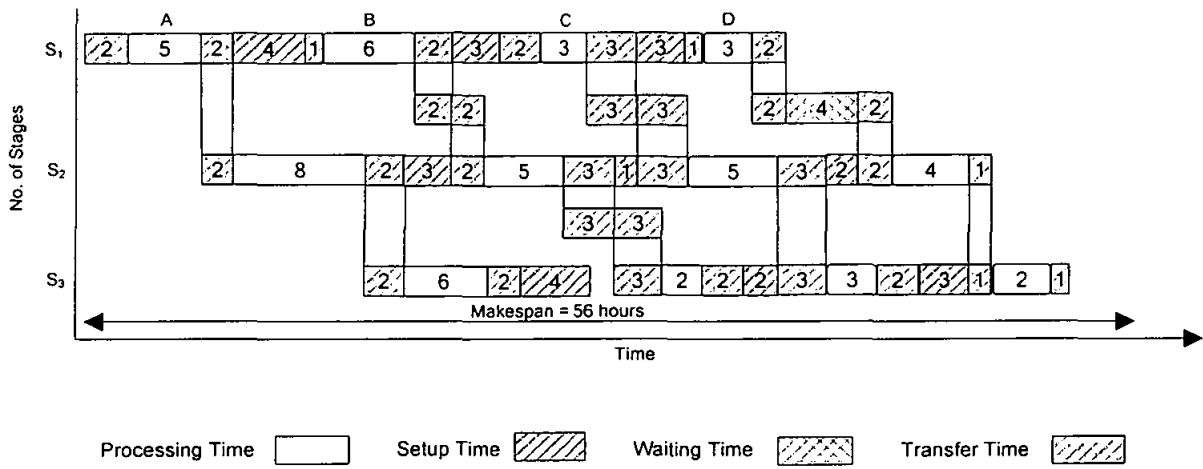 A B C D
S1 2 5 2 4 1 6 2 3 2 3 3 3 1 3 2
2 2 3 3 2 4 2
No. of Stages
S2 2 8 2 3 2 5 3 1 3 5 3 2 2 4 1
3 3
S3 2 6 2 4 3 2 2 2 3 3 2 3 1 2 1
Makespan = 56 hours
Time
Processing Time Setup Time Waiting Time Transfer Time